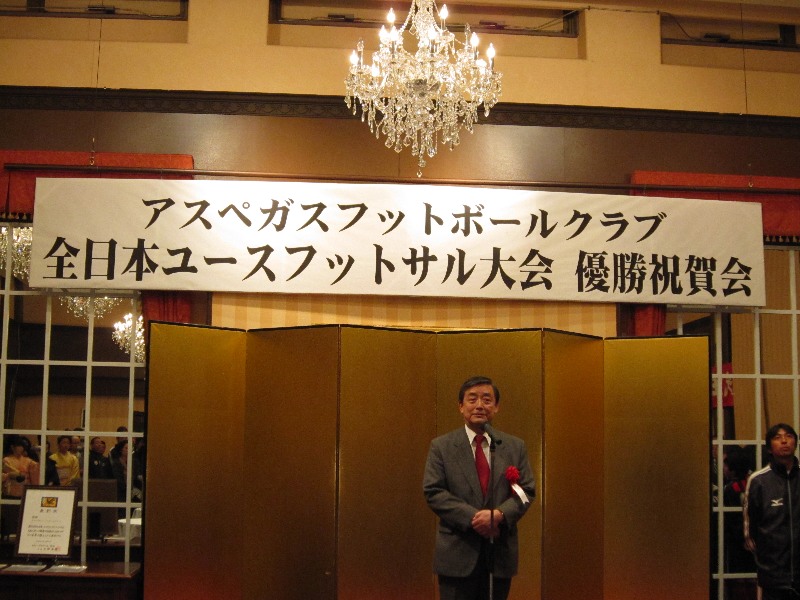 アスペガスフットボールクラブ
全日本ユースフットサル大会 優勝祝賀会